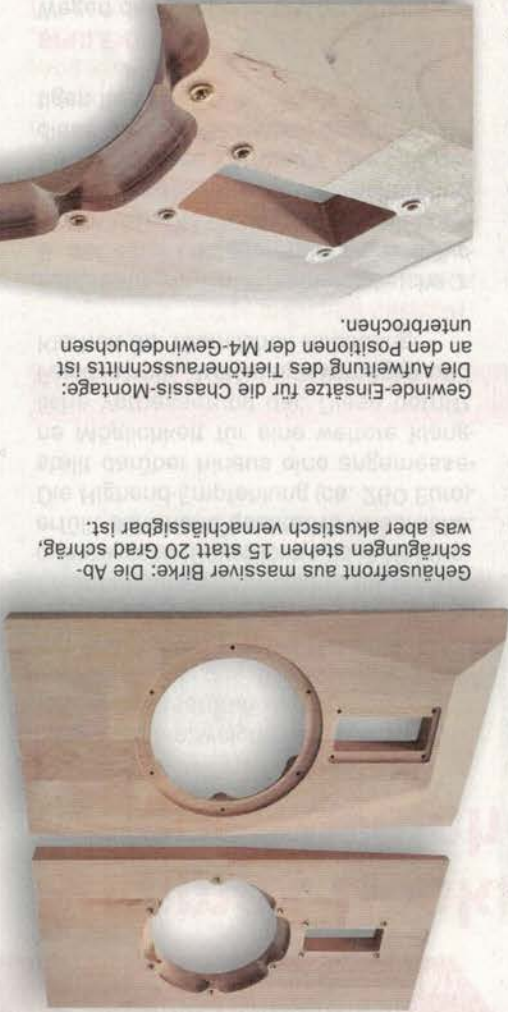 Gehäusefront aus massiver Birke: Die Ab-
schrägungen stehen 15 statt 20 Grad schräg,
was aber akustisch vernachlässigbar ist.
Gewinde-Einsätze für die Chassis-Montage:
Die Aufweitung des Tieftönerausschnitts ist
an den Positionen der M4-Gewindebuchsen
unterbrochen.